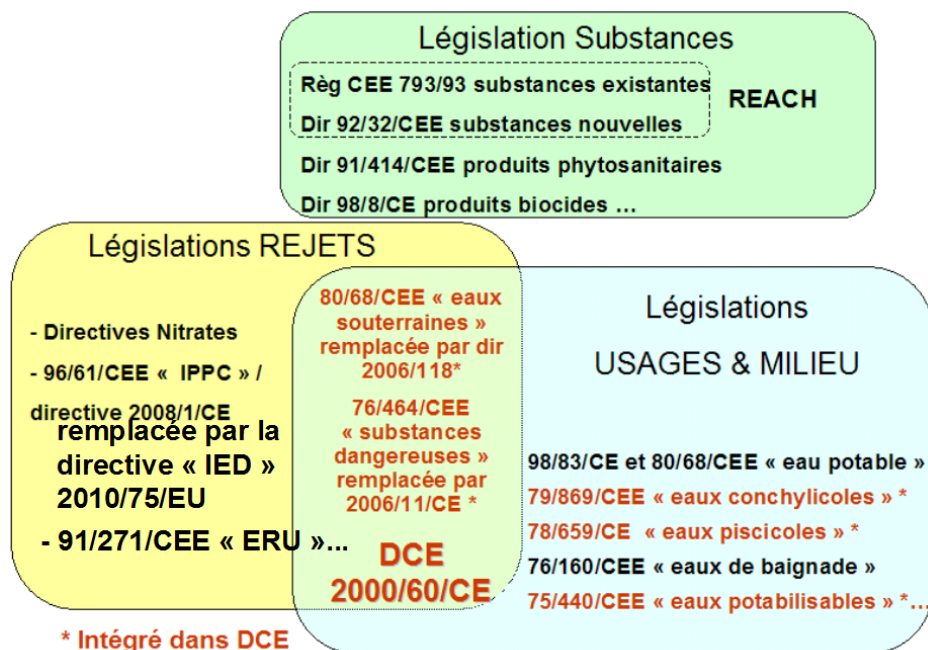 Législation Substances
Règ CEE 793/93 substances existantes
REACH
Dir 92/32/CEE substances nouvelles
Dir 91/414/CEE produits phytosanitaires
Dir 98/8/CE produits biocides ...
Législations REJETS
- Directives Nitrates
- 96/61/CEE « IPPC » /
directive 2008/1/CE
remplacée par la
directive « IED »
2010/75/EU
- 91/271/CEE « ERU »...
80/68/CEE « eaux
souterraines »
remplacée par dir
2006/118*
76/464/CEE
« substances
dangereuses »
remplacée par
2006/11/CE *
DCE
2000/60/CE
Législations
USAGES & MILIEU
98/83/CE et 80/68/CEE « eau potable »
79/869/CEE « eaux conchylicoles » *
78/659/CE « eaux piscicoles » *
76/160/CEE « eaux de baignade »
75/440/CEE « eaux potabilisables » *...
* Intégré dans DCE